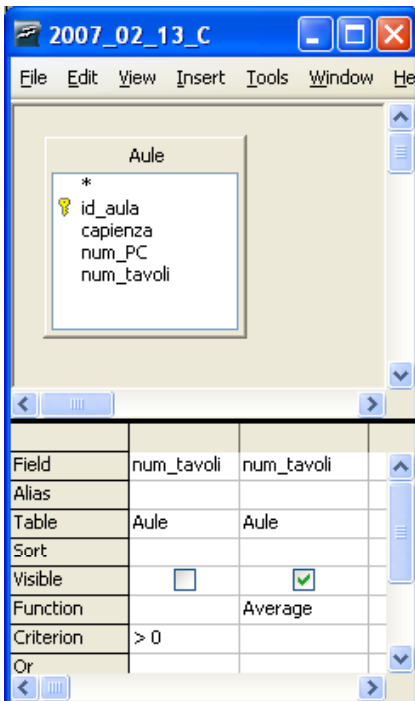 2007_02_13_C
File Edit View Insert Tools Window He
Aule
*
id_aula
capienza
num_PC
num_tavoli
Field num_tavoli num_tavoli
Alias
Table Aule Aule
Sort
Visible
Function Average
Criterion > 0
Or